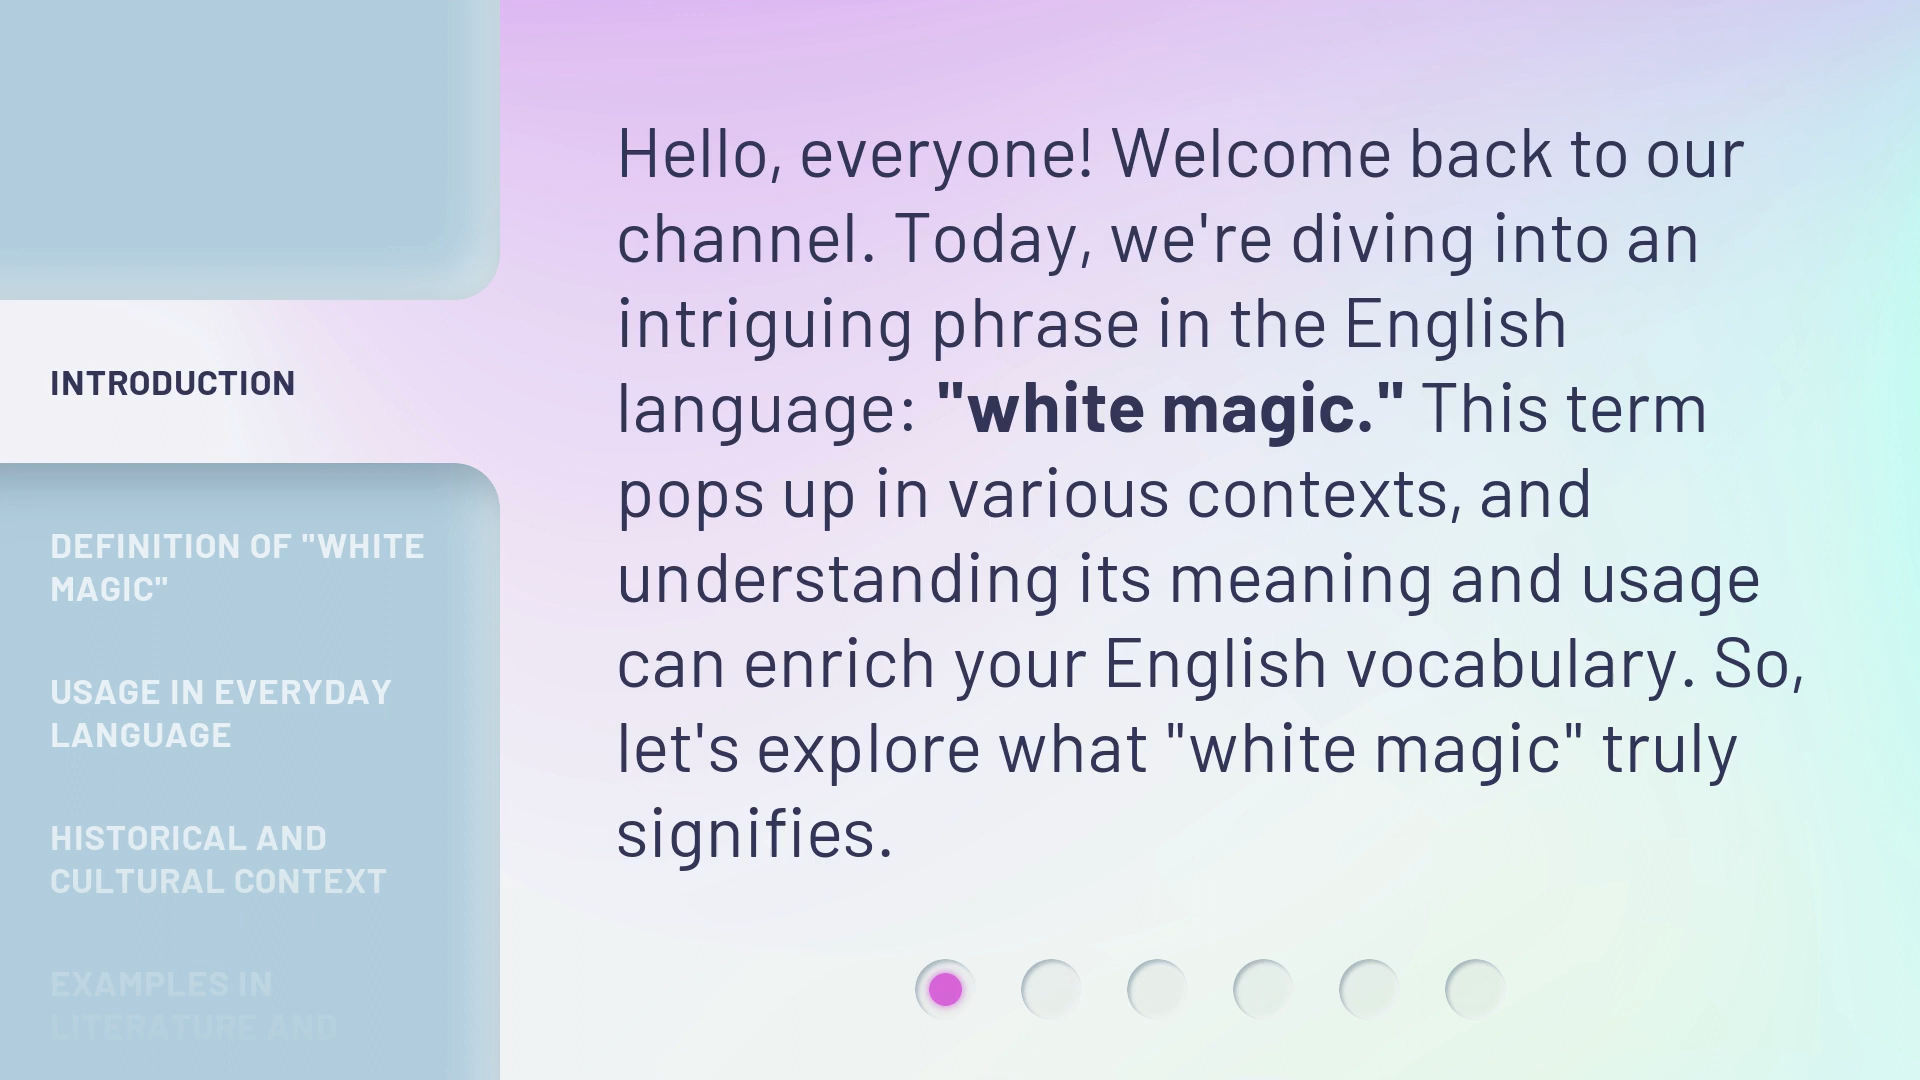 INTRODUCTION
DEFINITION OF "WHITE
MAGIC"
USAGE IN EVERYDAY
LANGUAGE
HISTORICAL AND
CULTURAL CONTEXT
EXAMPLES IN
LITERATURE AND
Hello, everyone! Welcome back to our
channel. Today, we're diving into an
intriguing phrase in the English
language: "white magic." This term
pops up in various contexts, and
understanding its meaning and usage
can enrich your English vocabulary. So,
let's explore what "white magic" truly
signifies.